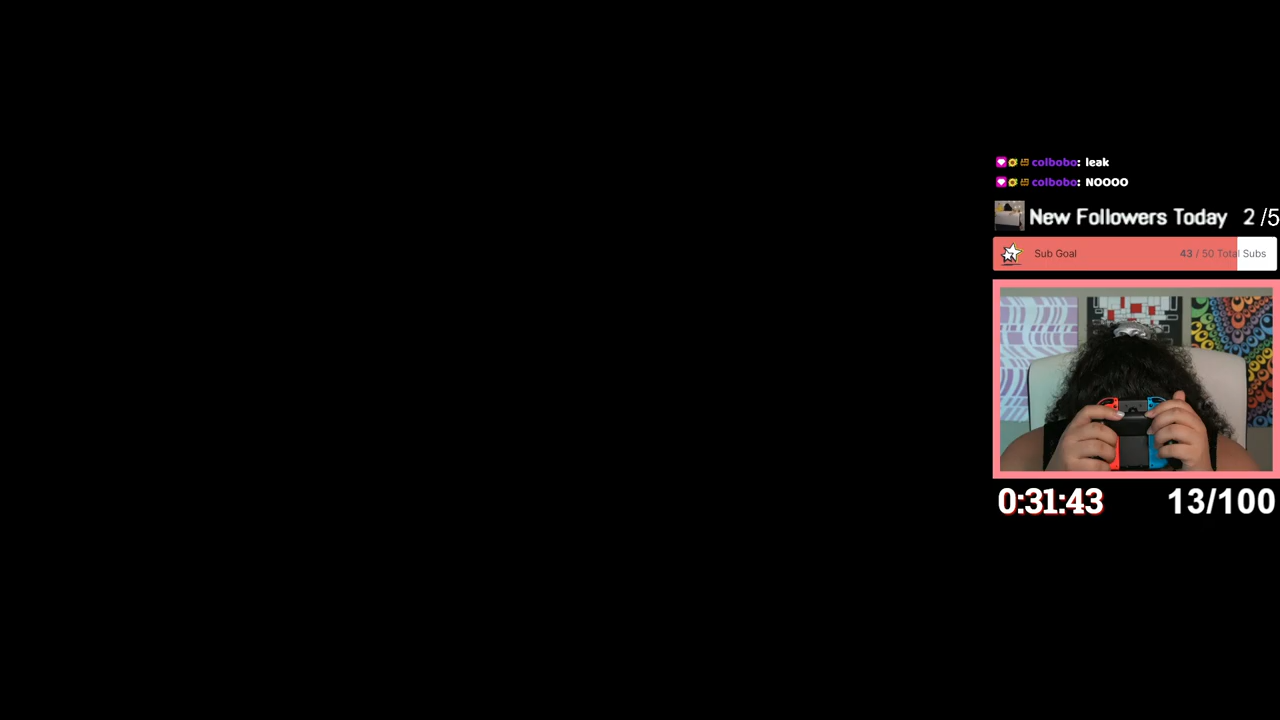 colbobo: leak
colbobo: NOOOO
New Followers Today 2 /5
Sub Goal 43 / 50 Total Subs
0:31:43 13/100